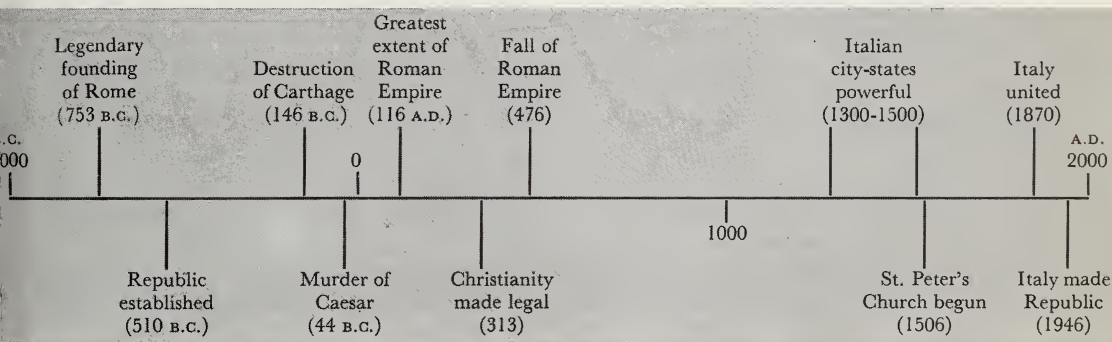 Legendary
founding
of Rome
(753 B.C.)
Destruction
of Carthage
(146 B.C.)
Greatest
extent of
Roman
Empire
(116 A.D.)
Fall of
Roman
Empire
(476)
Italian
city-states
powerful
(1300-1500)
Italy
united
(1870)
.C.
000
0
1000
A.D.
2000
Republic
established
(510 B.C.)
Murder of
Caesar
(44 B.C.)
Christianity
made legal
(313)
St. Peter's
Church begun
(1506)
Italy made
Republic
(1946)